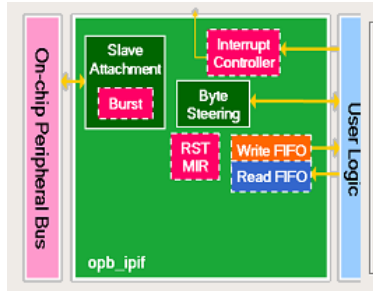 On-chip Peripheral Bus
Slave
Attachment
Burst
Interrupt
Controller
Byte
Steering
RST
MIR
Write FIFO
Read FIFO
opb_ipif
User Logic